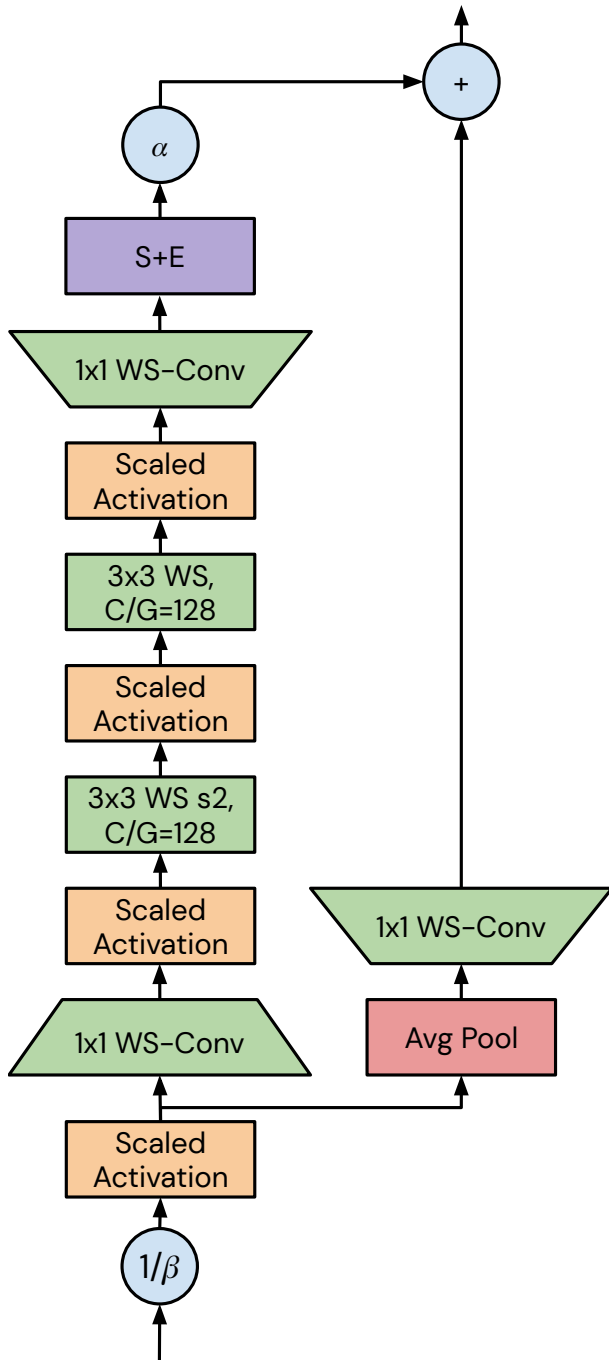 +
α
S+E
1x1 WS-Conv
Scaled
Activation
3x3 WS,
C/G=128
Scaled
Activation
3x3 WS s2,
C/G=128
Scaled
Activation
1x1 WS-Conv
1x1 WS-Conv
Avg Pool
Scaled
Activation
1/β